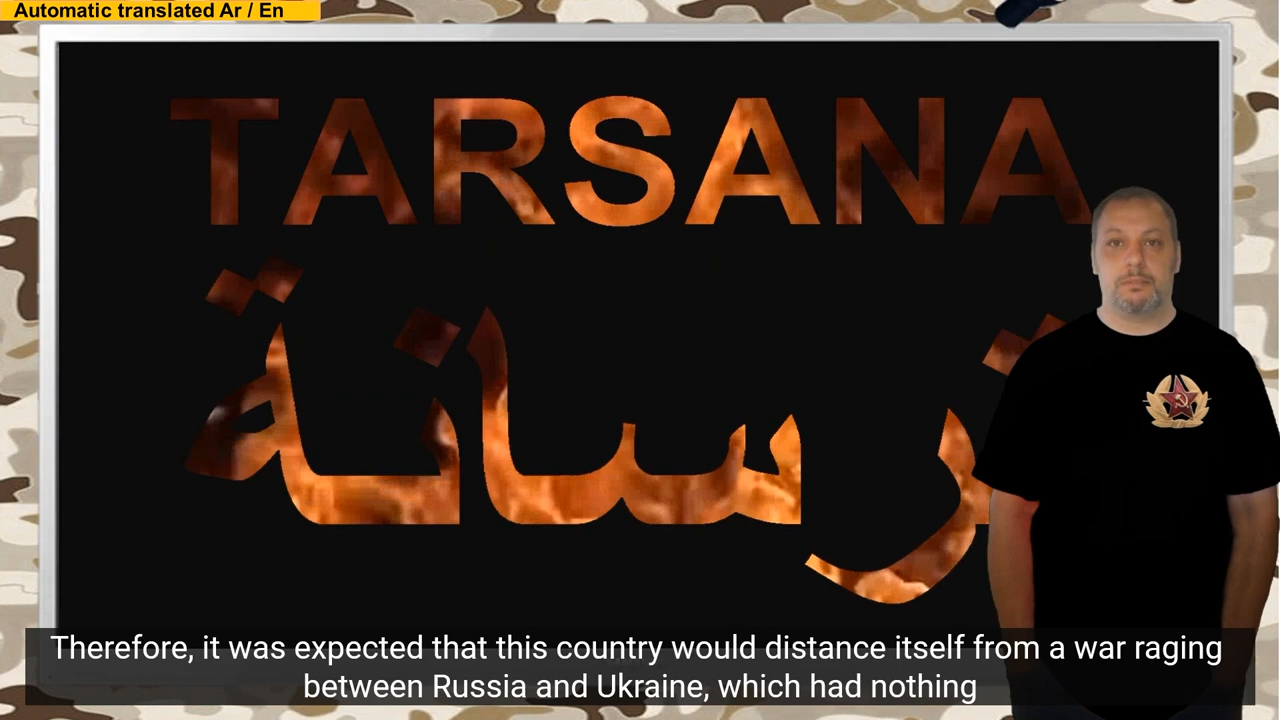 Automatic translated Ar / En
TARSANA
ترسانة
Therefore, it was expected that this country would distance itself from a war raging
between Russia and Ukraine, which had nothing